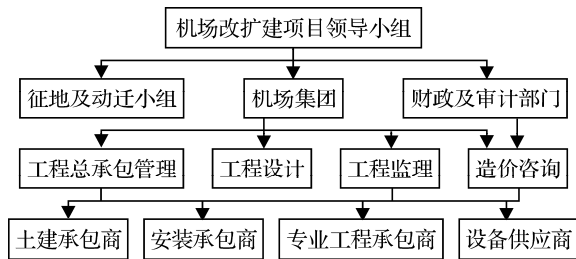 机场改扩建项目领导小组
征地及动迁小组
机场集团
财政及审计部门
工程总承包管理
工程设计
工程监理
造价咨询
土建承包商
安装承包商
专业工程承包商
设备供应商